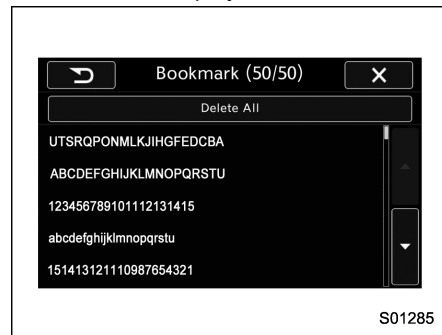 Bookmark (50/50)
Delete All
UTSRQPONMLKJIHGFEDCBA
ABCDEFGHIJKLMNOPQRSTU
123456789101112131415
abcdefghijklmnopqrstu
151413121110987654321
S01285